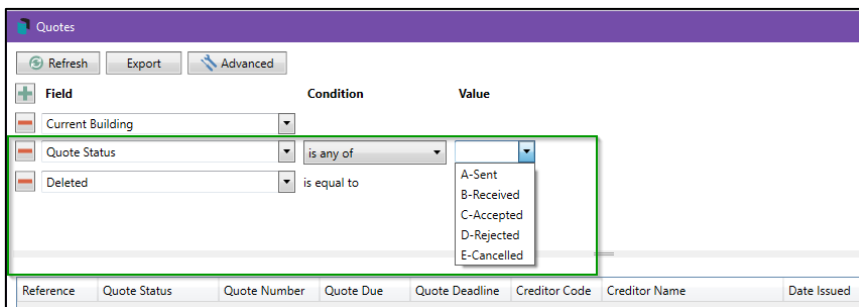 Quotes
Refresh Export Advanced
Field Condition Value
Current Building
Quote Status is any of
Deleted is equal to
A-Sent
B-Received
C-Accepted
D-Rejected
E-Cancelled
Reference Quote Status Quote Number Quote Due Quote Deadline Creditor Code Creditor Name Date Issued